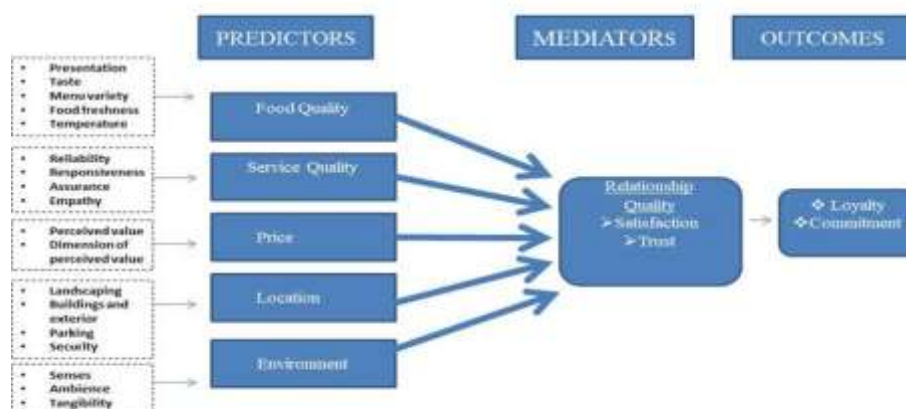 PREDICTORS
MEDIATORS
OUTCOMES
• Presentation
• Taste
• Menu variety
• Food freshness
• Temperature
Food Quality
• Reliability
• Responsiveness
• Assurance
• Empathy
Service Quality
• Perceived value
• Dimension of
perceived value
Price
• Landscaping
• Buildings and
exterior
• Parking
• Security
Location
• Senses
• Ambience
• Tangibility
Environment
Relationship
Quality
➢Satisfaction
➢Trust
❖ Loyalty
❖Commitment